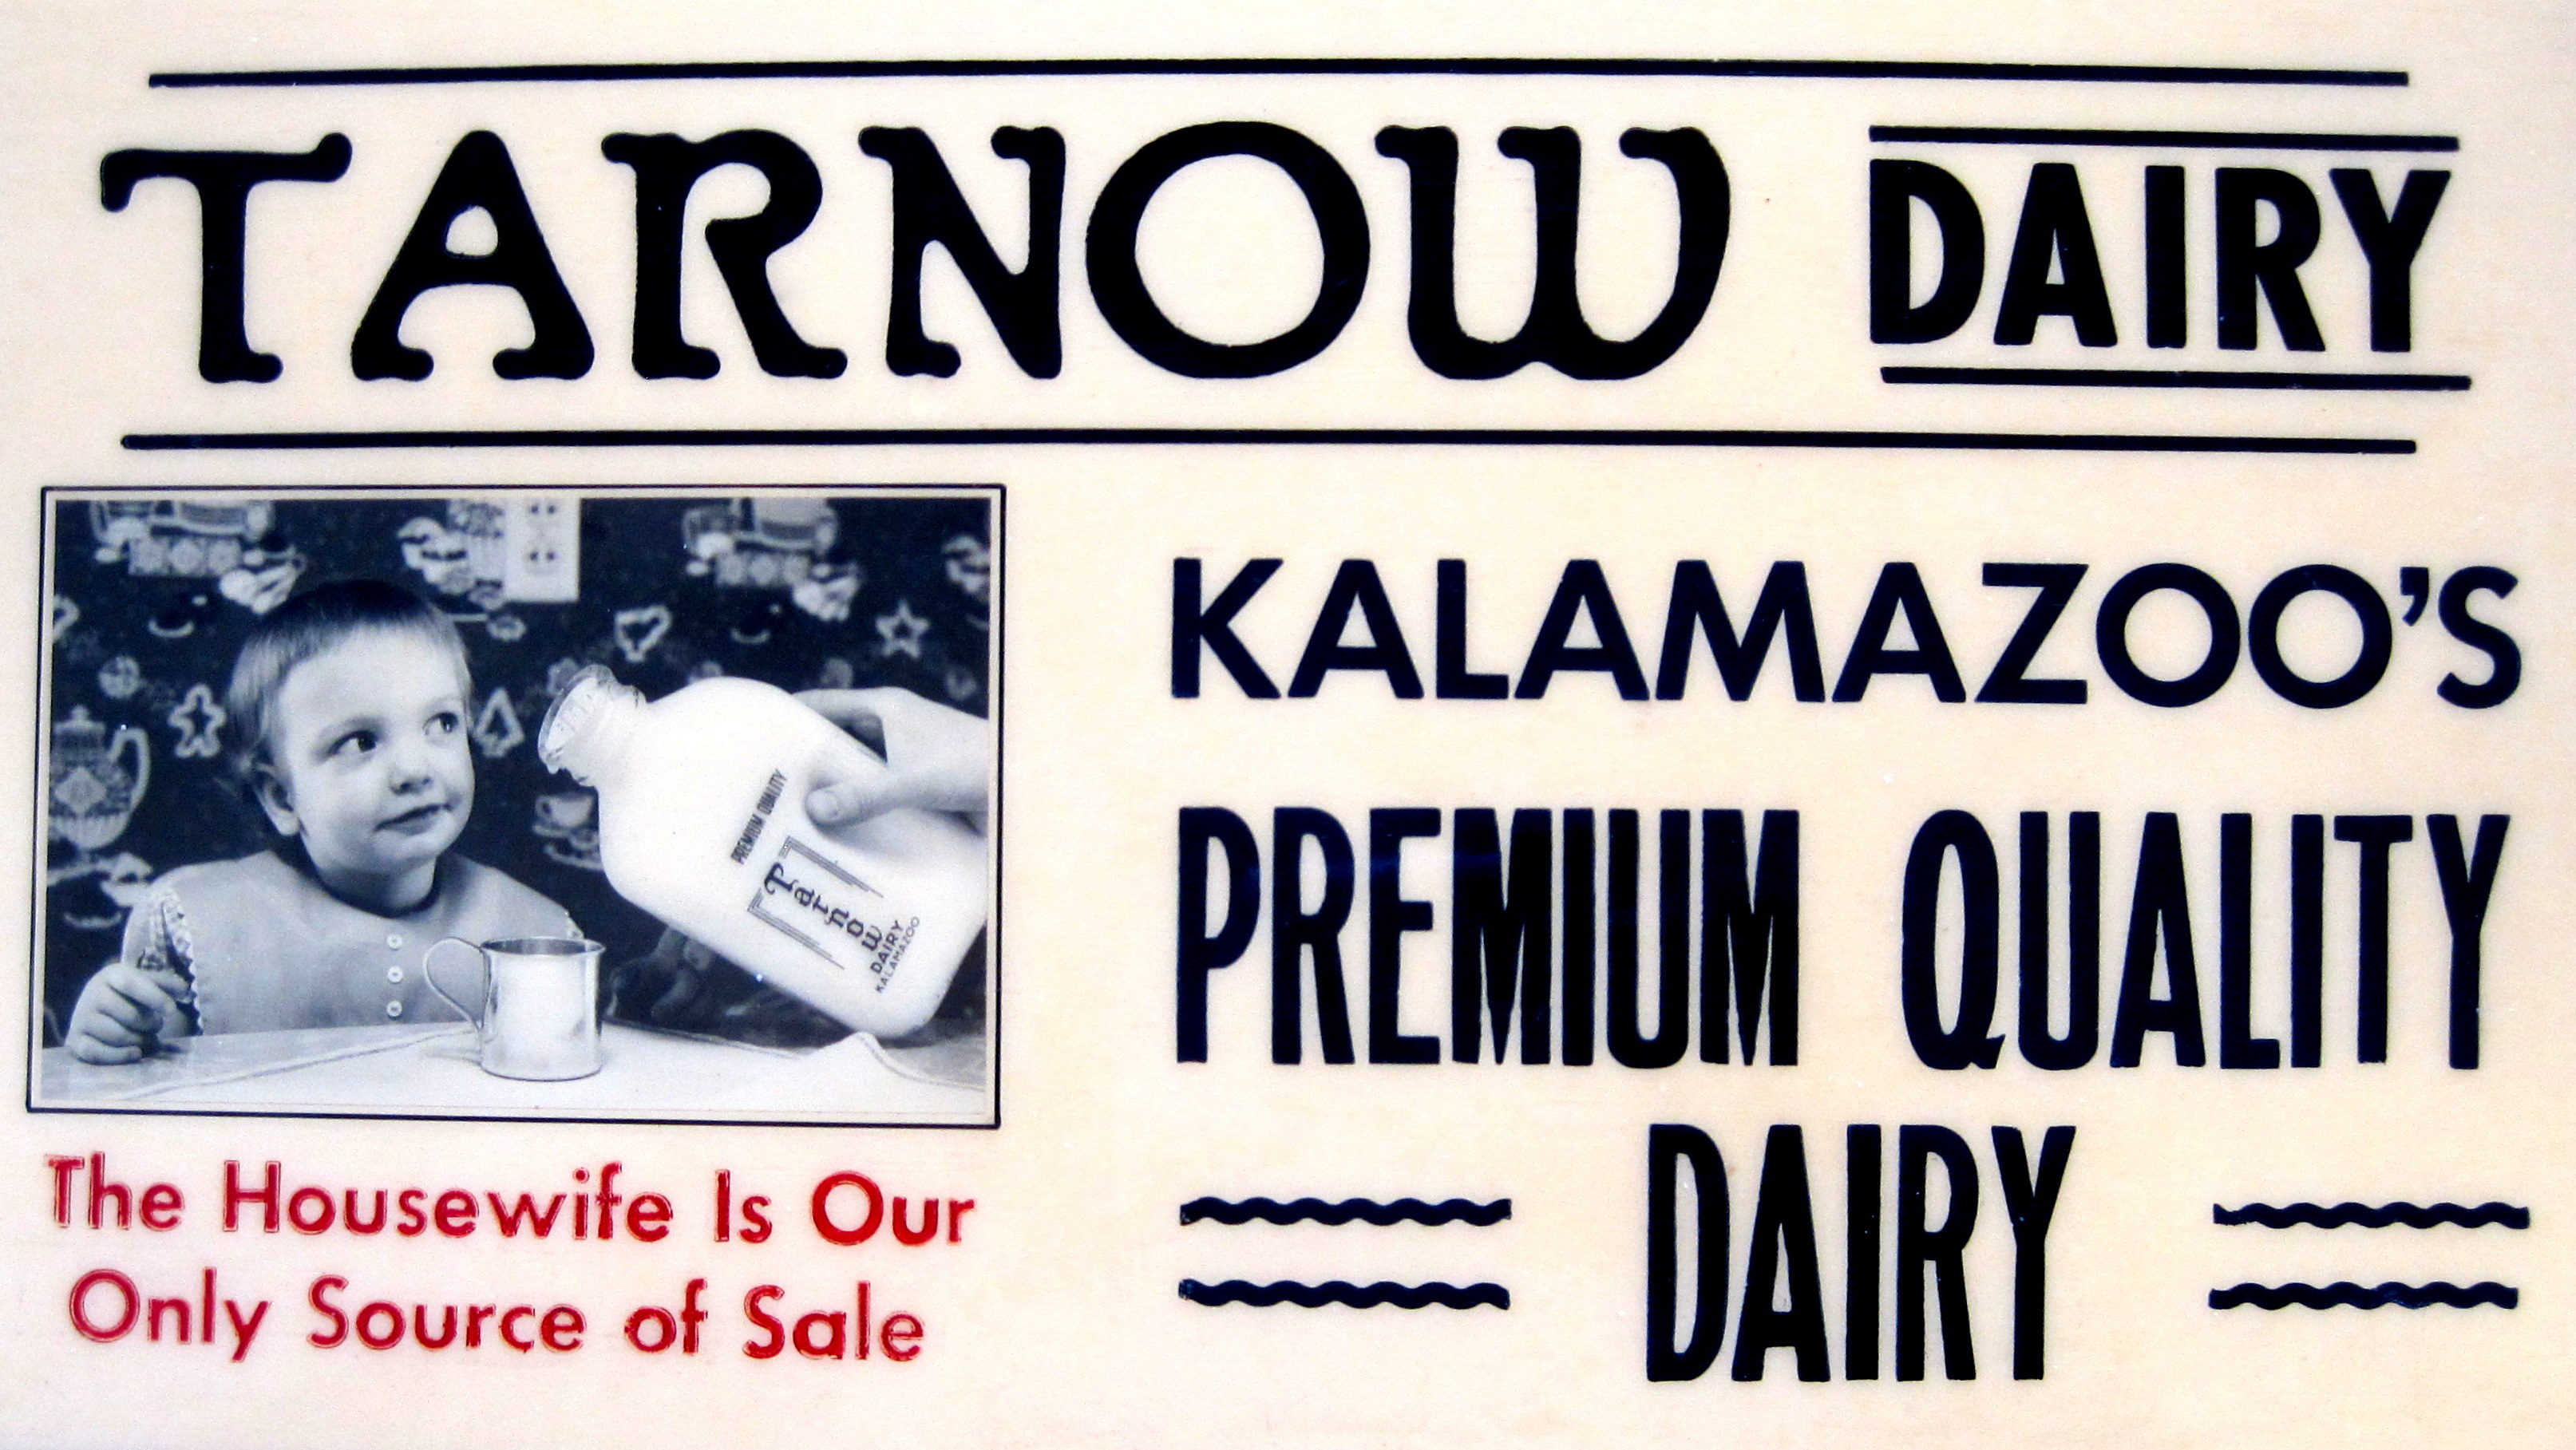 TARNOW DAIRY
KALAMAZOO'S
PREMIUM QUALITY
DAIRY
PREMIUM QUALITY
Tarnow
DAIRY
KALAMAZOO
The Housewife Is Our
Only Source of Sale